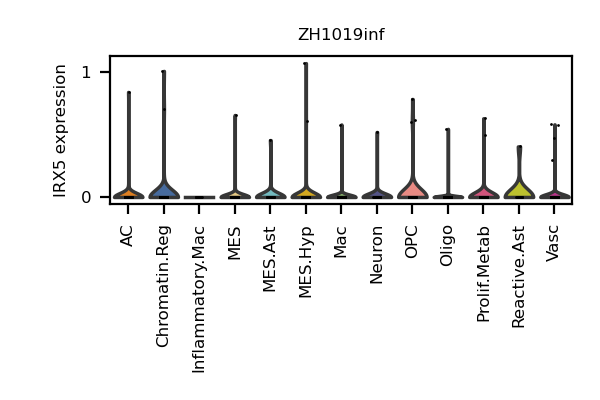 ZH1019inf
IRX5 expression
1
0
AC
Chromatin.Reg
Inflammatory.Mac
MES
MES.Ast
MES.Hyp
Mac
Neuron
OPC
Oligo
Prolif.Metab
Reactive.Ast
Vasc